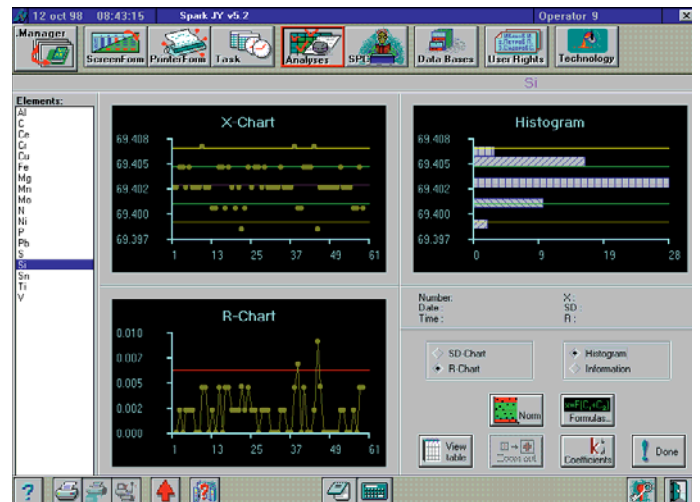 12 oct 98 08:43:15 Spark JY v5.2 Operator 9
.Manager
ScreenForm PrinterForm Task Analyses SPC Data Bases User Rights Technology
Si
Elements:
Al
C
Ce
Cr
Cu
Fe
Mg
Mn
Mo
N
Ni
P
Pb
S
Si
Sn
Ti
V
X-Chart
69.408
69.405
69.402
69.400
69.397
1 13 25 37 49 61
Histogram
69.408
69.405
69.402
69.400
69.397
0 9 19 28
R-Chart
0.010
0.007
0.005
0.002
0.000
1 13 25 37 49 61
Number: X :
Date : SD :
Time : R :
SD-Chart
R-Chart
Histogram
Information
Norm
x=F(C1+C2)
Formulas..
View table
Zoom out
k:
Coefficients
Done